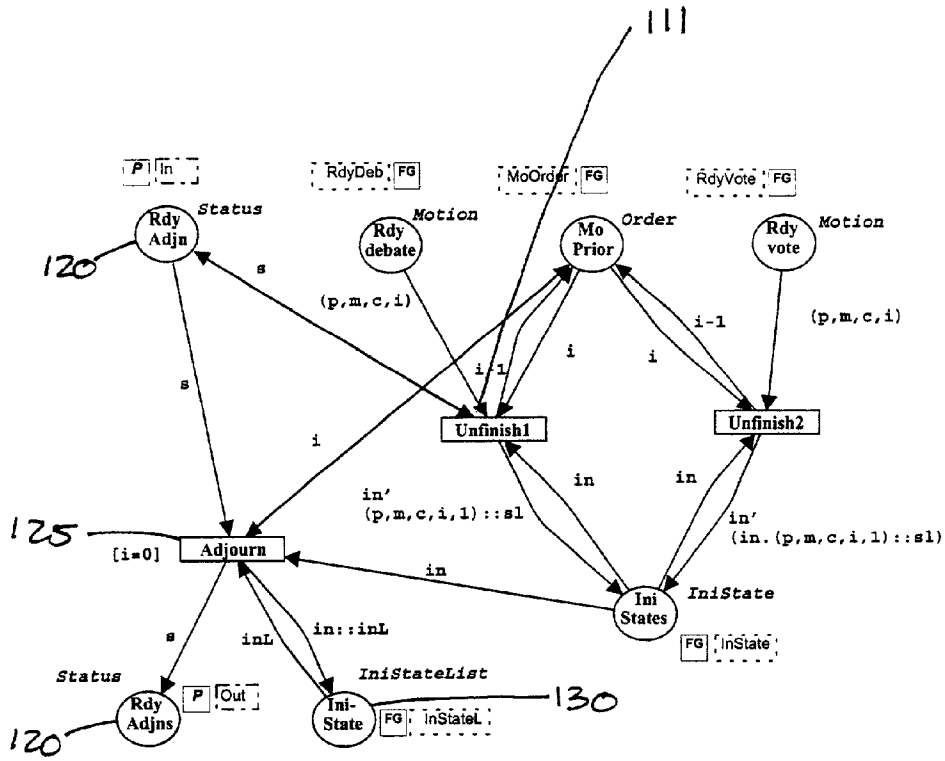 111
P In
RdyDeb FG
MoOrder FG
RdyVote FG
Rdy
Adjn
Status
Rdy
debate
Motion
Mo
Prior
Order
Rdy
vote
Motion
120
s
(p,m,c,i)
i-1
(p,m,c,i)
s
i-1
i
i
i
Unfinish1
Unfinish2
in
in
in'
(p,m,c,i,1)::sl
in'
(in.(p,m,c,i,1)::sl)
125
[i=0]
Adjourn
in
Ini
States
IniState
FG InState
s
inL
in::inL
Status
IniStateList
130
Rdy
Adjns
P Out
Ini-
State
FG InStateL
120